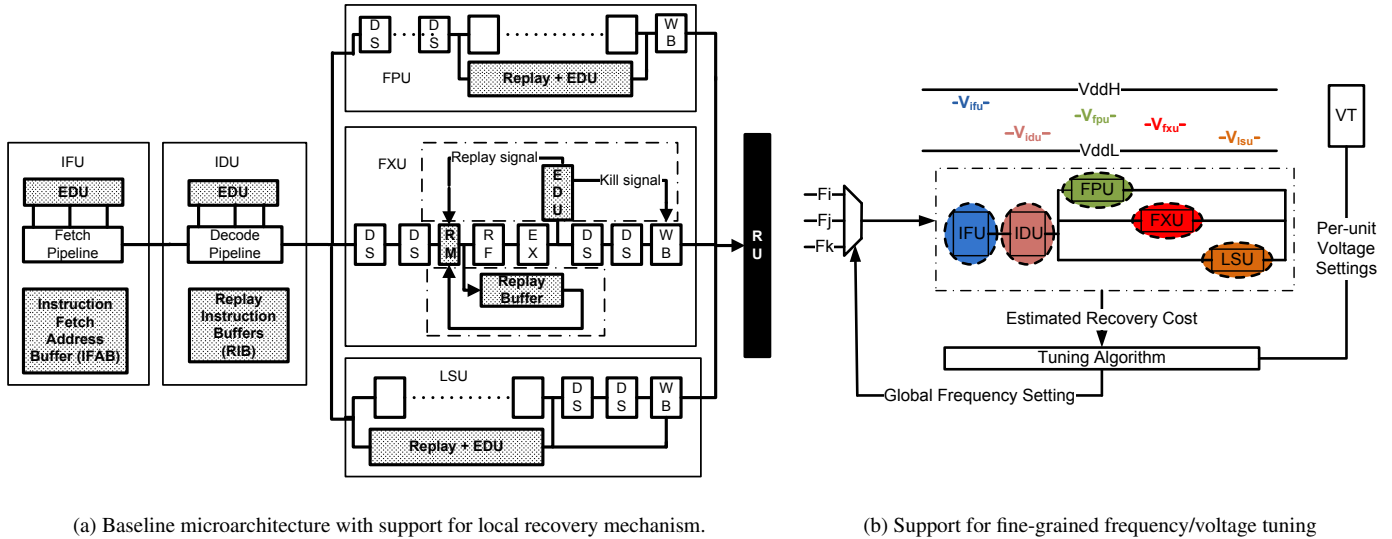 IFU
EDU
Fetch
Pipeline
Instruction
Fetch
Address
Buffer (IFAB)
IDU
EDU
Decode
Pipeline
Replay
Instruction
Buffers
(RIB)
D
S
D
S
W
B
FPU
Replay + EDU
FXU
Replay signal
E
D
U
Kill signal
D
S
D
S
R
M
R
F
E
X
D
S
D
S
W
B
Replay
Buffer
LSU
D
S
D
S
W
B
Replay + EDU
R
U
(a) Baseline microarchitecture with support for local recovery mechanism.
VddH
Vifu
Vidu
Vfpu
Vfxu
Vlsu
VddL
VT
Fi
Fj
Fk
IFU
IDU
FPU
FXU
LSU
Per-unit
Voltage
Settings
Estimated Recovery Cost
Tuning Algorithm
Global Frequency Setting
(b) Support for fine-grained frequency/voltage tuning